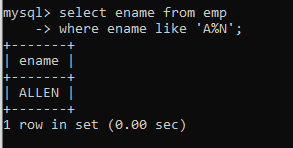 mysql> select ename from emp
    -> where ename like 'A%N';
+-------+
| ename |
+-------+
| ALLEN |
+-------+
1 row in set (0.00 sec)